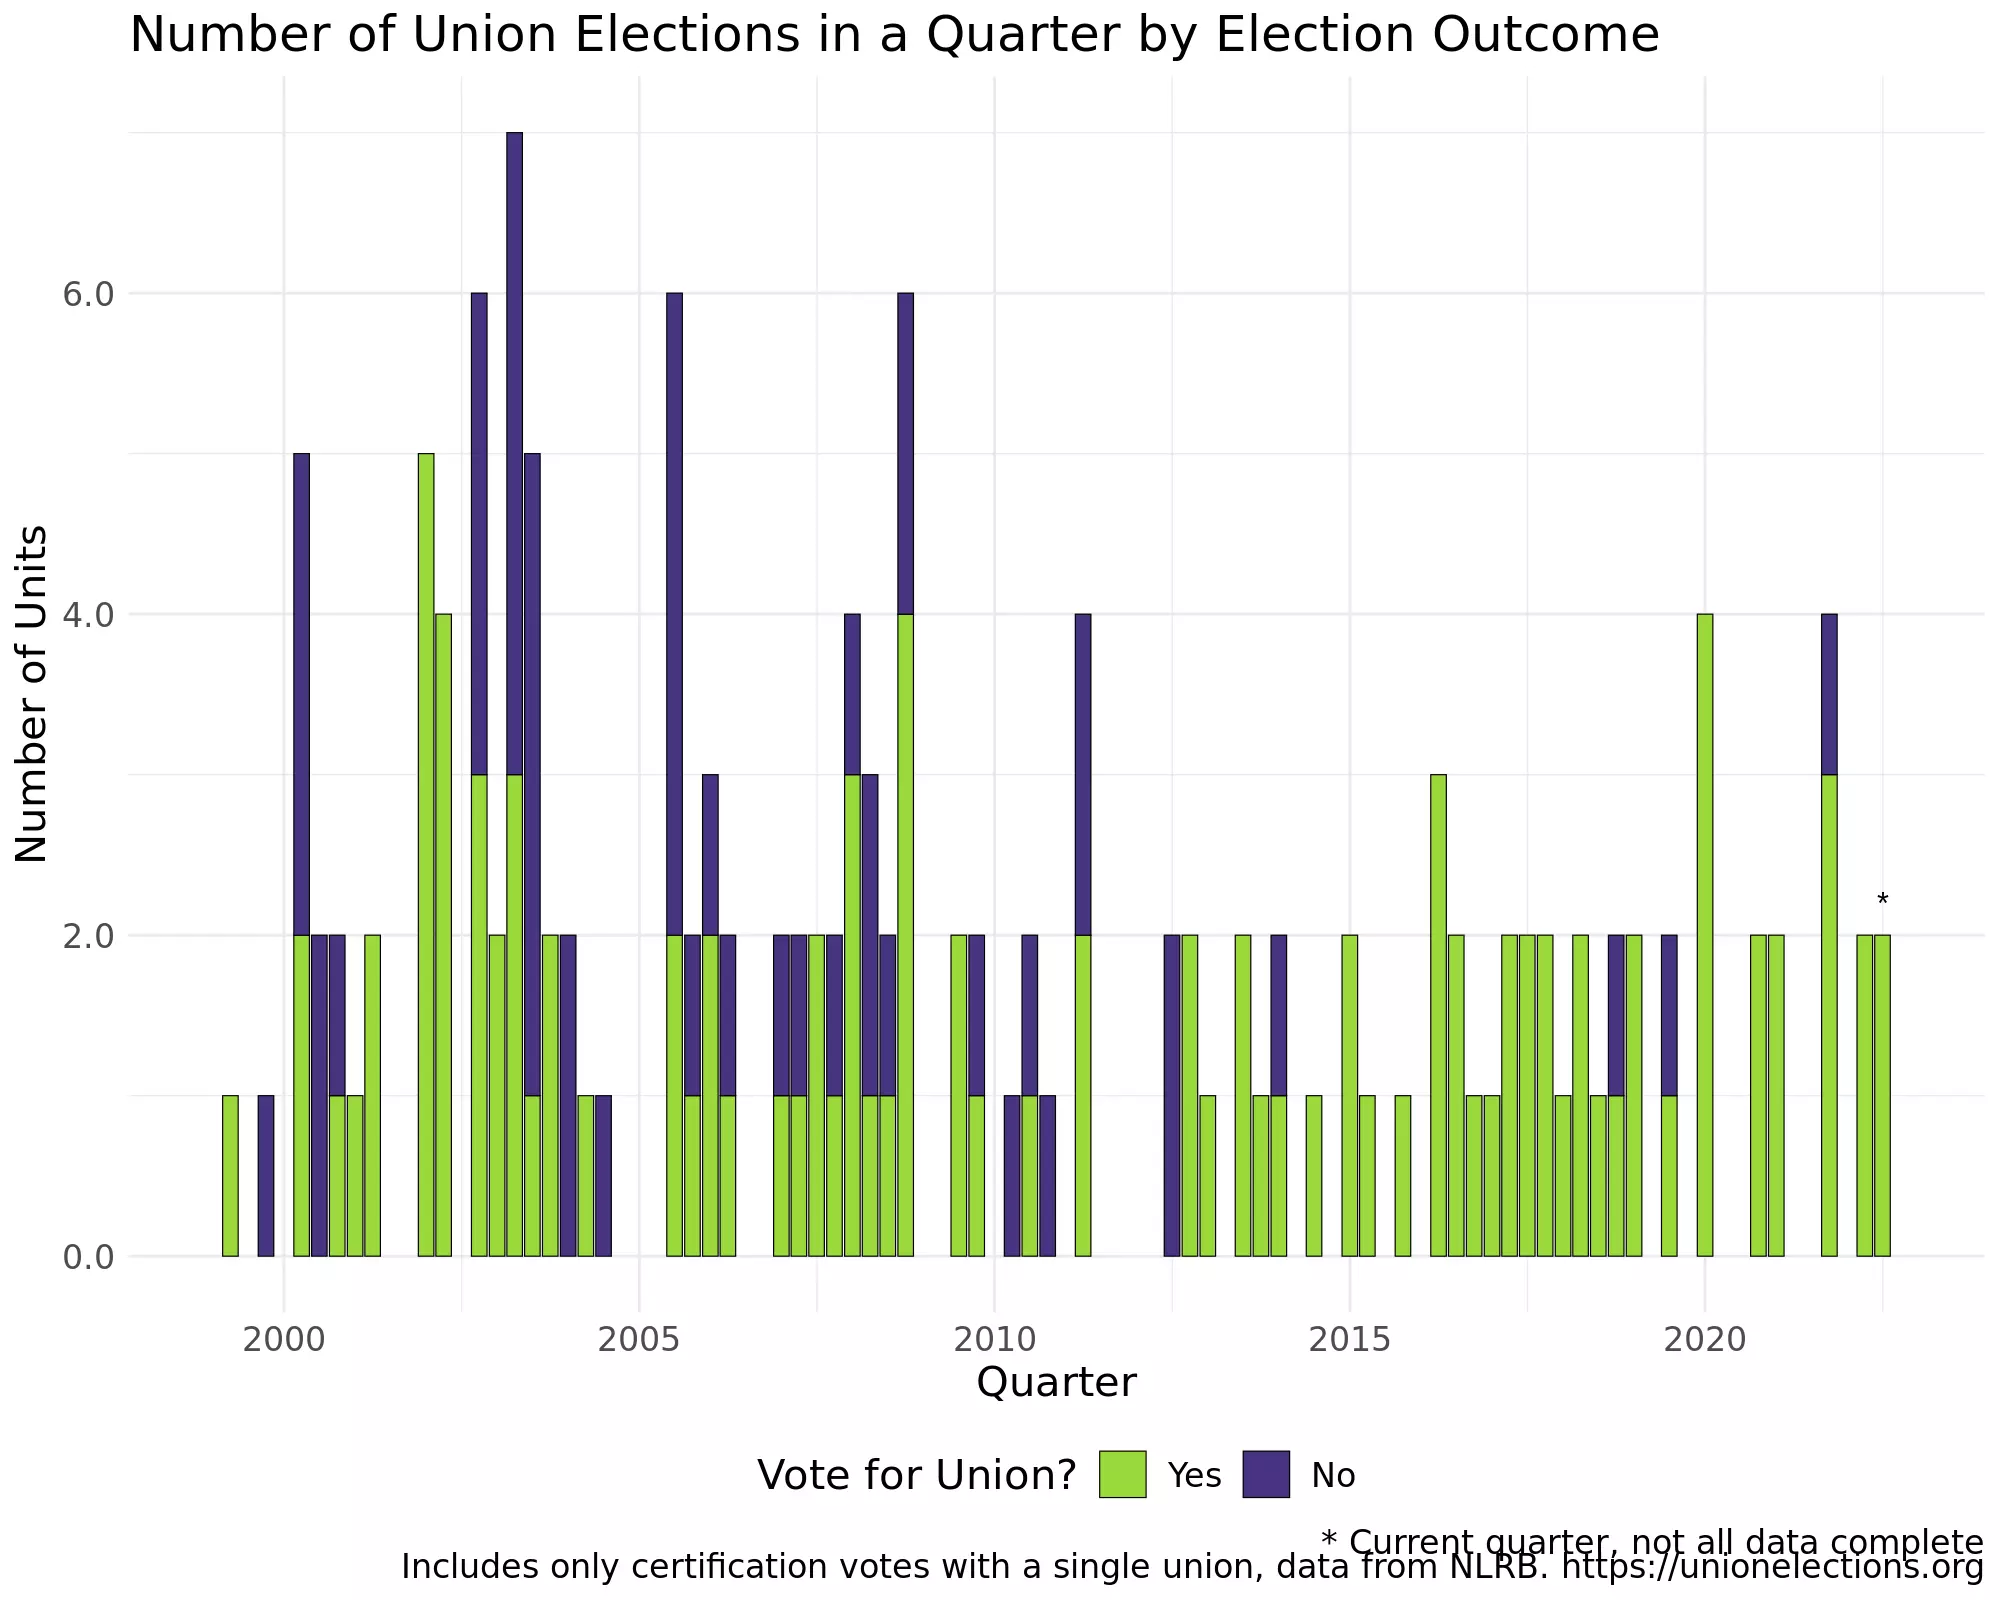 Number of Union Elections in a Quarter by Election Outcome
Number of Units
6.0
4.0
2.0
0.0
*
2000 2005 2010 2015 2020
Quarter
Vote for Union? Yes No
* Current quarter, not all data complete
Includes only certification votes with a single union, data from NLRB. https://unionelections.org